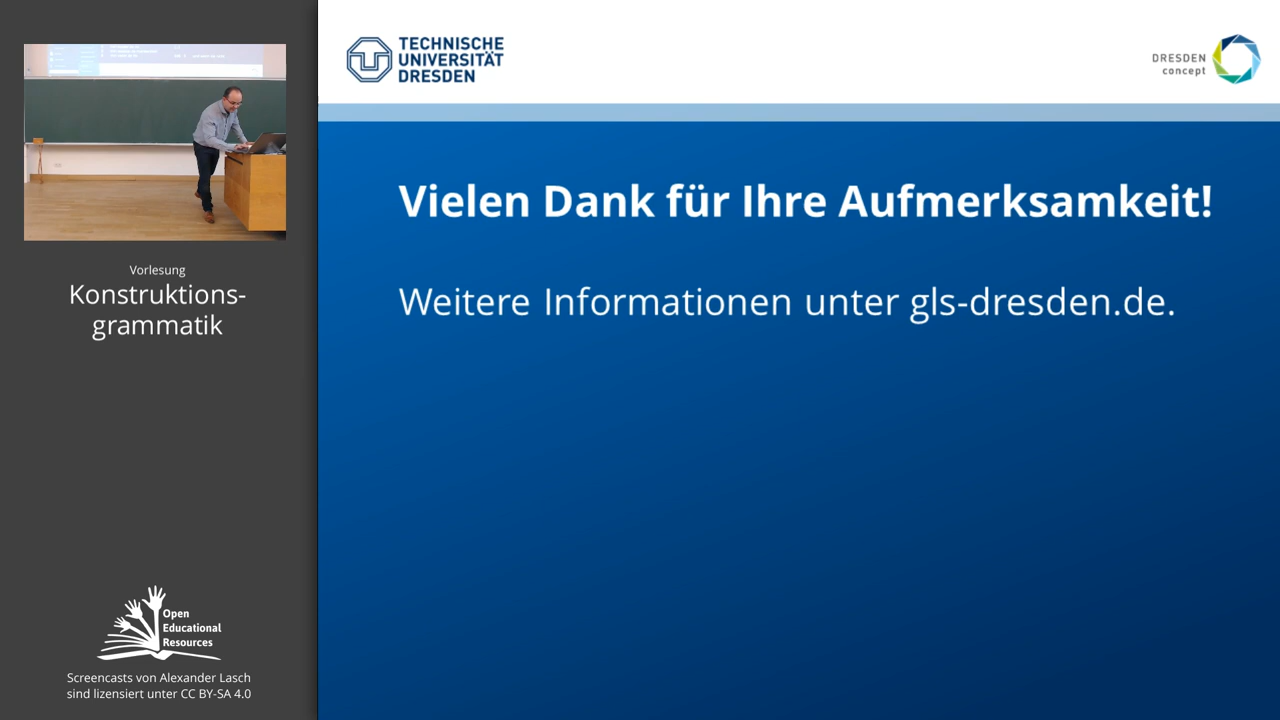 TECHNISCHE
UNIVERSITÄT
DRESDEN
DRESDEN
concept
Vielen Dank für Ihre Aufmerksamkeit!
Weitere Informationen unter gls-dresden.de.
Vorlesung
Konstruktions-
grammatik
Open
Educational
Resources
Screencasts von Alexander Lasch
sind lizensiert unter CC BY-SA 4.0